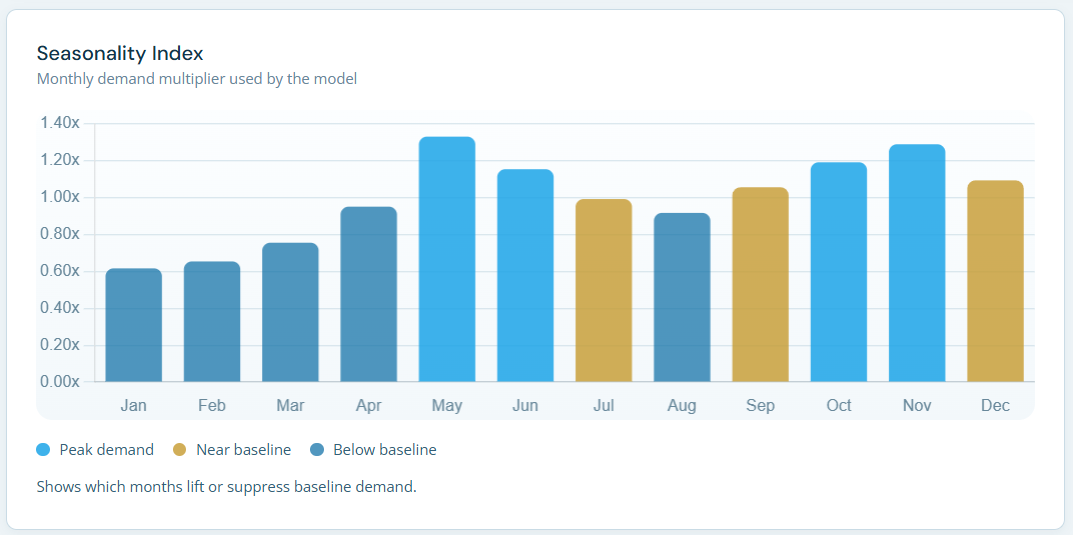 Seasonality Index
Monthly demand multiplier used by the model
1.40x
1.20x
1.00x
0.80x
0.60x
0.40x
0.20x
0.00x
Jan Feb Mar Apr May Jun Jul Aug Sep Oct Nov Dec
Peak demand Near baseline Below baseline
Shows which months lift or suppress baseline demand.